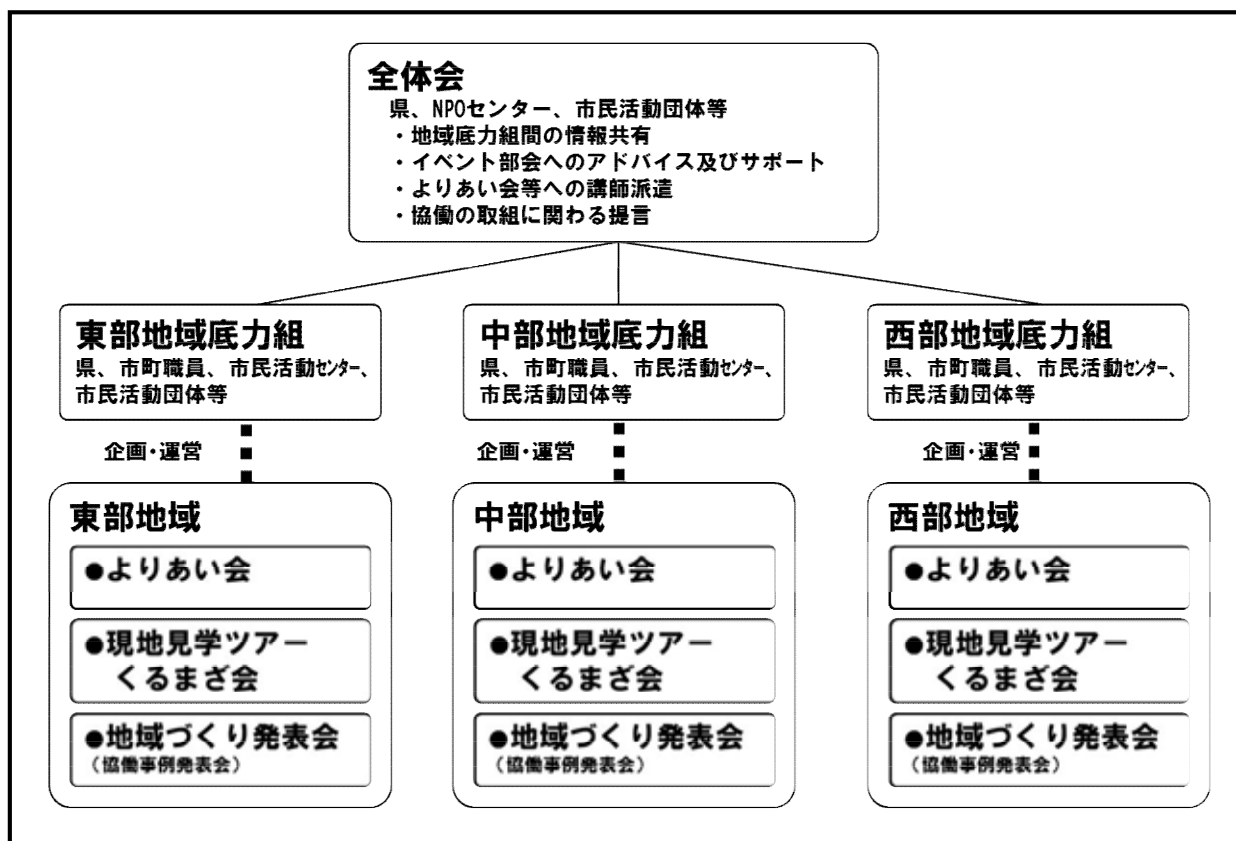 全体会
県、NPOセンター、市民活動団体等
・地域底力組間の情報共有
・イベント部会へのアドバイス及びサポート
・よりあい会等への講師派遣
・協働の取組に関わる提言
東部地域底力組
県、市町職員、市民活動ｾﾝﾀｰ、
市民活動団体等
中部地域底力組
県、市町職員、市民活動ｾﾝﾀｰ、
市民活動団体等
西部地域底力組
県、市町職員、市民活動ｾﾝﾀｰ、
市民活動団体等
企画・運営
企画・運営
企画・運営
東部地域
●よりあい会
●現地見学ツアー
くるまざ会
●地域づくり発表会
（協働事例発表会）
中部地域
●よりあい会
●現地見学ツアー
くるまざ会
●地域づくり発表会
（協働事例発表会）
西部地域
●よりあい会
●現地見学ツアー
くるまざ会
●地域づくり発表会
（協働事例発表会）